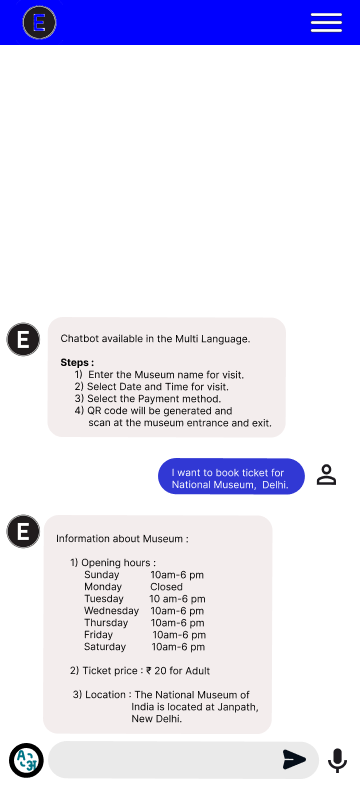 E
E
Chatbot available in the Multi Language.
Steps :
1) Enter the Museum name for visit.
2) Select Date and Time for visit.
3) Select the Payment method.
4) QR code will be generated and
scan at the museum entrance and exit.
I want to book ticket for
National Museum, Delhi.
E
Information about Museum :
1) Opening hours :
Sunday 10am-6 pm
Monday Closed
Tuesday 10 am-6 pm
Wednesday 10am-6 pm
Thursday 10am-6 pm
Friday 10am-6 pm
Saturday 10am-6 pm
2) Ticket price : ₹ 20 for Adult
3) Location : The National Museum of
India is located at Janpath,
New Delhi.
A अ